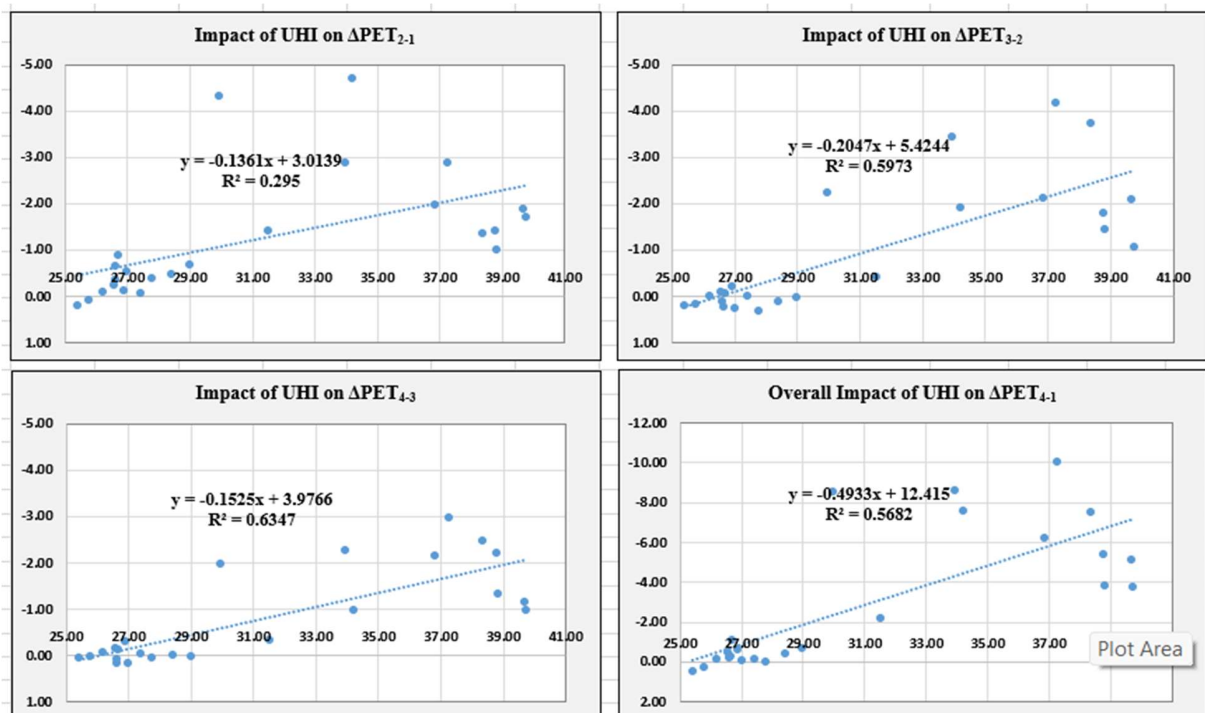 Impact of UHI on ΔPET₂₋₁
-5.00
-4.00
-3.00
y = -0.1361x + 3.0139
R² = 0.295
-2.00
-1.00
25.00 27.00 29.00 31.00 33.00 35.00 37.00 39.00 41.00
0.00
1.00
Impact of UHI on ΔPET₃₋₂
-5.00
-4.00
y = -0.2047x + 5.4244
-3.00
R² = 0.5973
-2.00
-1.00
25.00 27.00 29.00 31.00 33.00 35.00 37.00 39.00 41.00
0.00
1.00
Impact of UHI on ΔPET₄₋₃
-5.00
-4.00
y = -0.1525x + 3.9766
-3.00
R² = 0.6347
-2.00
-1.00
25.00 27.00 29.00 31.00 33.00 35.00 37.00 39.00 41.00
0.00
1.00
Overall Impact of UHI on ΔPET₄₋₁
-12.00
-10.00
y = -0.4933x + 12.415
-8.00
R² = 0.5682
-6.00
-4.00
-2.00
25.00 27.00 29.00 31.00 33.00 35.00 37.00
Plot Area
0.00
2.00